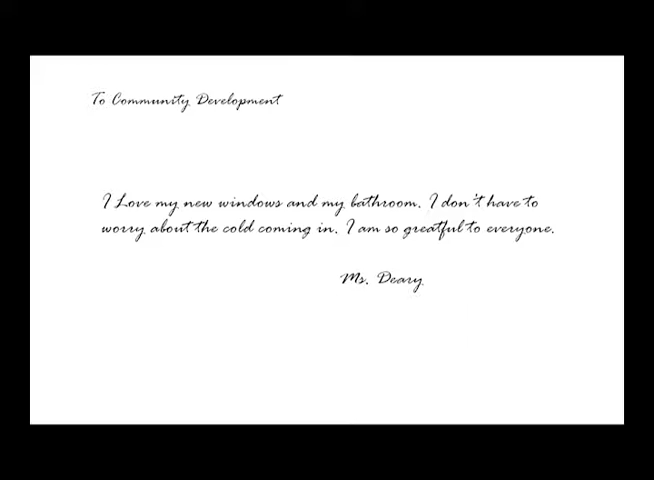 To Community Development
I Love my new windows and my bathroom. I don't have to
worry about the cold coming in. I am so greatful to everyone.
Ms. Deary